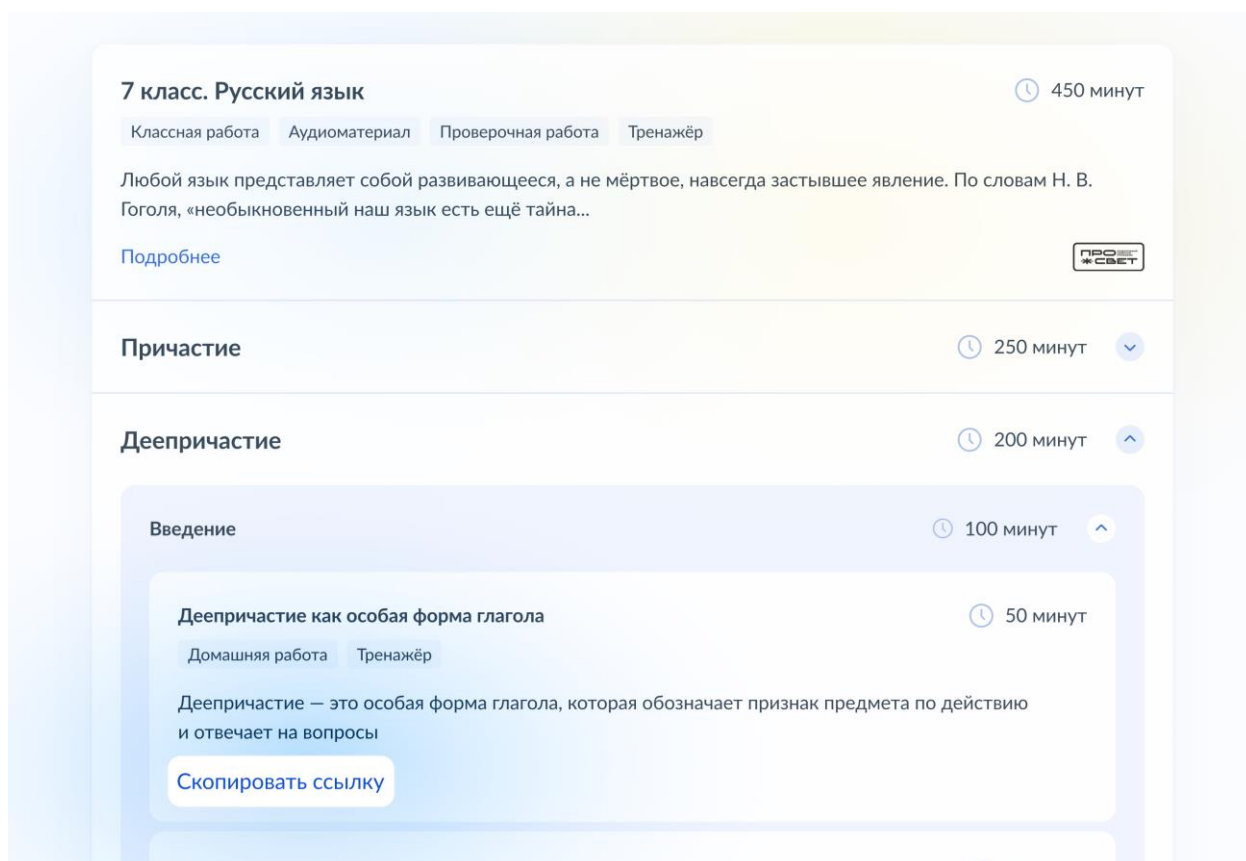 7 класс. Русский язык
450 минут
Классная работа Аудиоматериал Проверочная работа Тренажёр
Любой язык представляет собой развивающееся, а не мёртвое, навсегда застывшее явление. По словам Н. В.
Гоголя, «необыкновенный наш язык есть ещё тайна...
Подробнее
ПРО
СВЕТ
Причастие
250 минут
Деепричастие
200 минут
Введение
100 минут
Деепричастие как особая форма глагола
50 минут
Домашняя работа Тренажёр
Деепричастие — это особая форма глагола, которая обозначает признак предмета по действию
и отвечает на вопросы
Скопировать ссылку